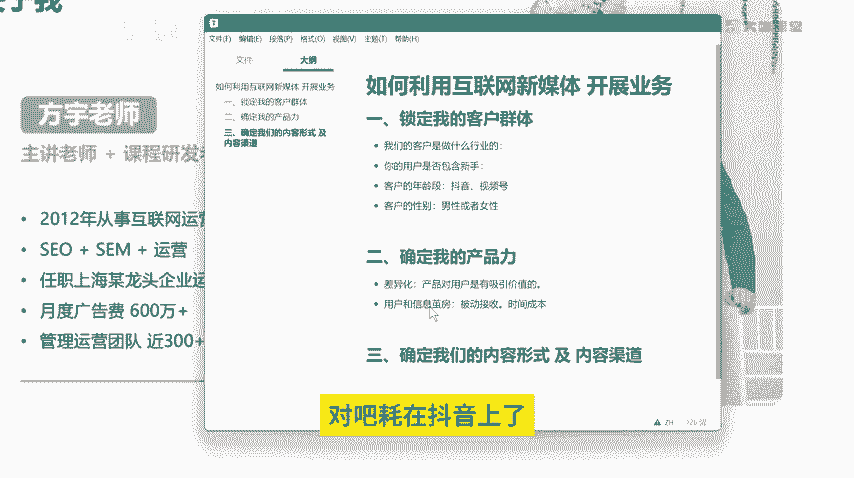 方宇老师
主讲老师 + 课程研发
• 2012年从事互联网运营
• SEO + SEM + 运营
• 任职上海某龙头企业运
• 月度广告费 600万+
• 管理运营团队 近300+
文件(F) 编辑(E) 段落(P) 格式(O) 视图(V) 主题(T) 帮助(H)
文件 大纲
如何利用互联网新媒体 开展业务
一、锁定我的客户群体
二、确定我的产品力
三、确定我们的内容形式 及
内容渠道
如何利用互联网新媒体 开展业务
一、锁定我的客户群体
• 我们的客户是做什么行业的：
• 你的用户是否包含新手：
• 客户的年龄段：抖音、视频号
• 客户的性别：男性或者女性
二、确定我的产品力
• 差异化：产品对用户是有吸引价值的。
• 用户和信息茧房：被动接收。时间成本
三、确定我们的内容形式 及 内容渠道
ZH
对吧耗在抖音上了